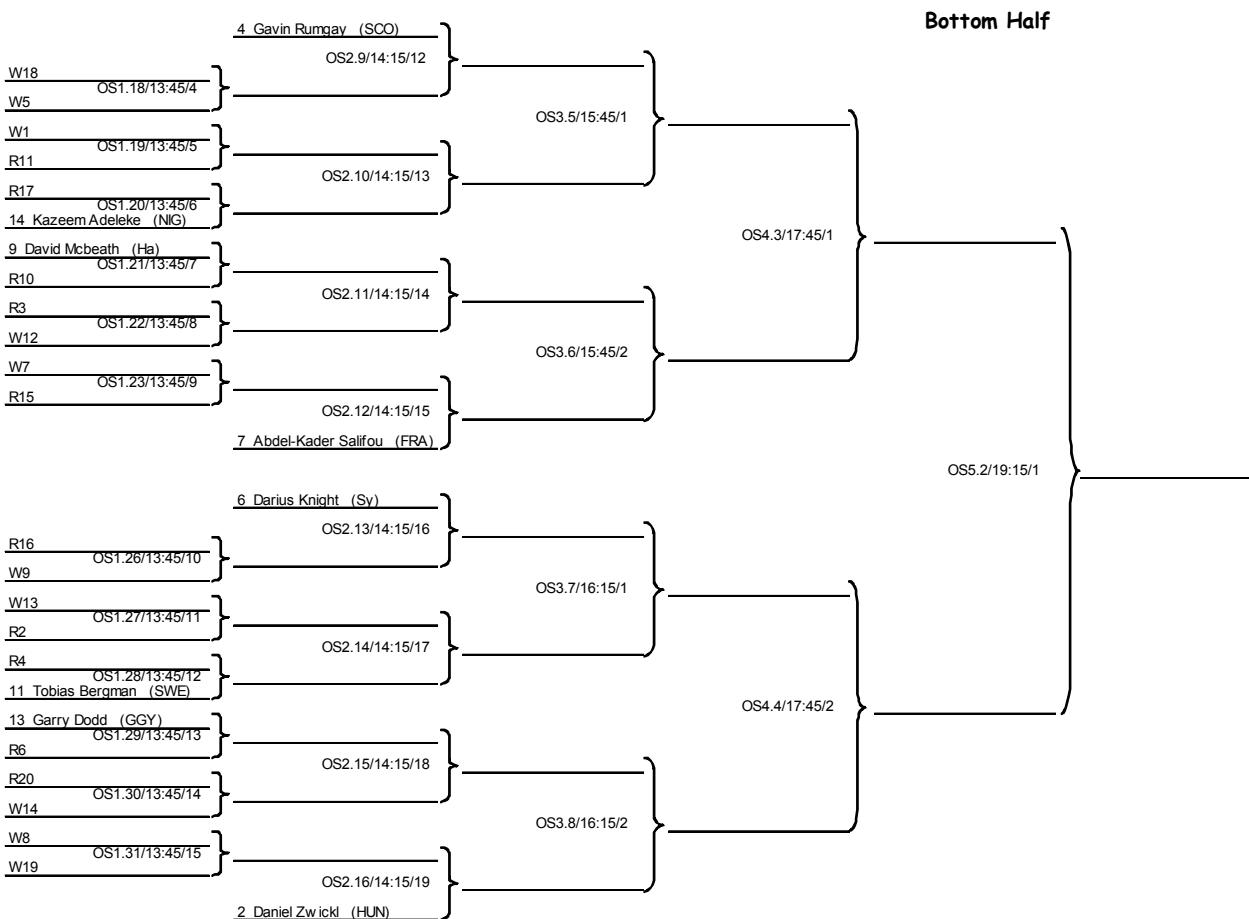 Bottom Half
4 Gavin Rumgay (SCO)
OS2.9/14:15/12
W18
OS1.18/13:45/4
W5
OS3.5/15:45/1
W1
OS1.19/13:45/5
R11
OS2.10/14:15/13
R17
OS1.20/13:45/6
14 Kazeem Adeleke (NIG)
OS4.3/17:45/1
9 David Mcbeath (Ha)
OS1.21/13:45/7
R10
OS2.11/14:15/14
R3
OS1.22/13:45/8
W12
OS3.6/15:45/2
W7
OS1.23/13:45/9
R15
OS2.12/14:15/15
7 Abdel-Kader Salifou (FRA)
OS5.2/19:15/1
6 Darius Knight (Sy)
OS2.13/14:15/16
R16
OS1.26/13:45/10
W9
OS3.7/16:15/1
W13
OS1.27/13:45/11
R2
OS2.14/14:15/17
R4
OS1.28/13:45/12
11 Tobias Bergman (SWE)
OS4.4/17:45/2
13 Garry Dodd (GGY)
OS1.29/13:45/13
R6
OS2.15/14:15/18
R20
OS1.30/13:45/14
W14
OS3.8/16:15/2
W8
OS1.31/13:45/15
W19
OS2.16/14:15/19
2 Daniel Zwickl (HUN)